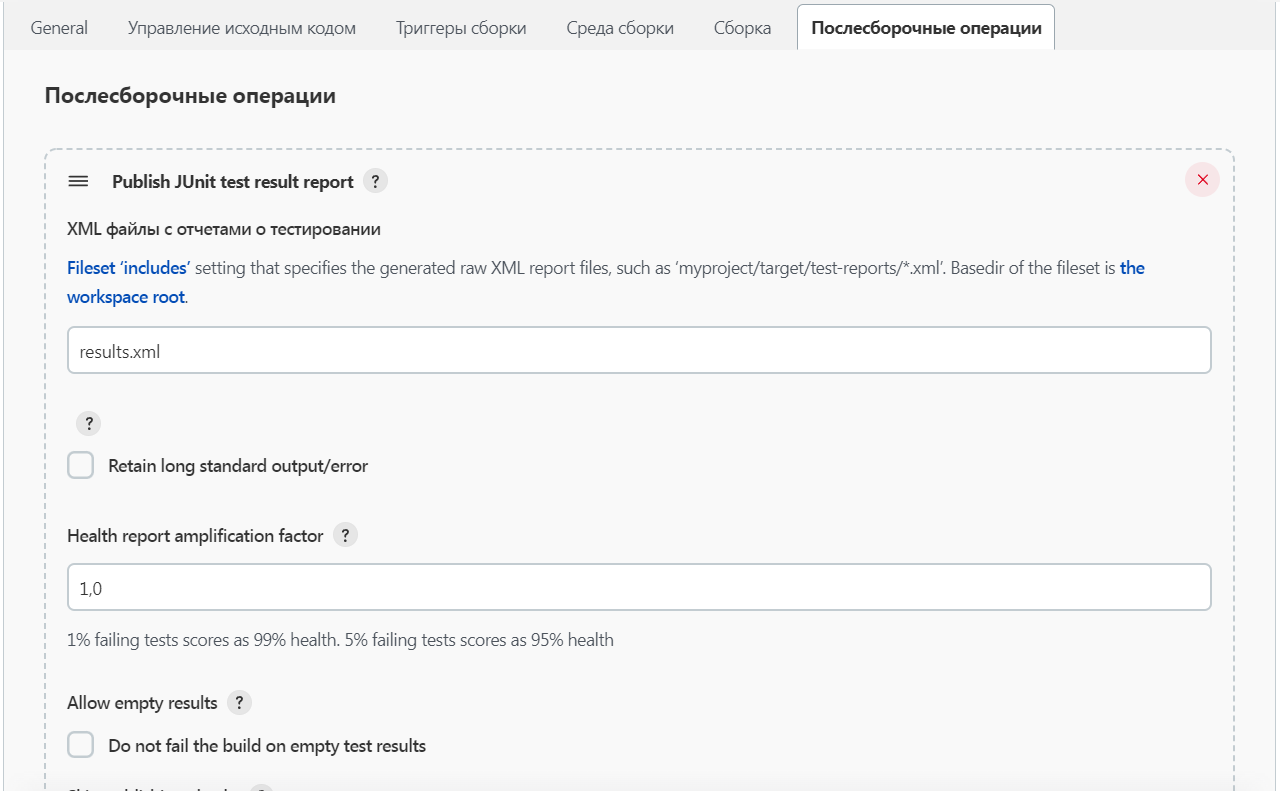 General Управление исходным кодом Триггеры сборки Среда сборки Сборка Послесборочные операции
Послесборочные операции
Publish JUnit test result report ?
XML файлы с отчетами о тестировании
Fileset ‘includes’ setting that specifies the generated raw XML report files, such as ‘myproject/target/test-reports/*.xml’. Basedir of the fileset is the
workspace root.
results.xml
?
Retain long standard output/error
Health report amplification factor ?
1,0
1% failing tests scores as 99% health. 5% failing tests scores as 95% health
Allow empty results ?
Do not fail the build on empty test results